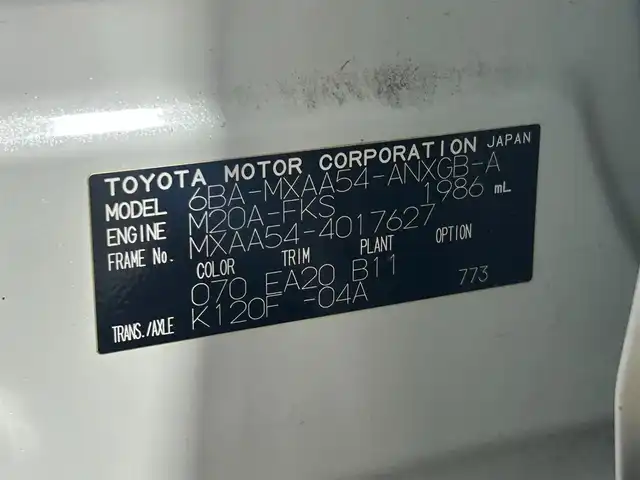 TOYOTA MOTOR CORPORATION JAPAN
MODEL 6BA-MXAA54-ANXGB-A
ENGINE M20A-FKS 1986 mL
FRAME No. MXAA54-4017627
COLOR TRIM PLANT OPTION
070 EA20 B11 773
TRANS./AXLE K120F -04A